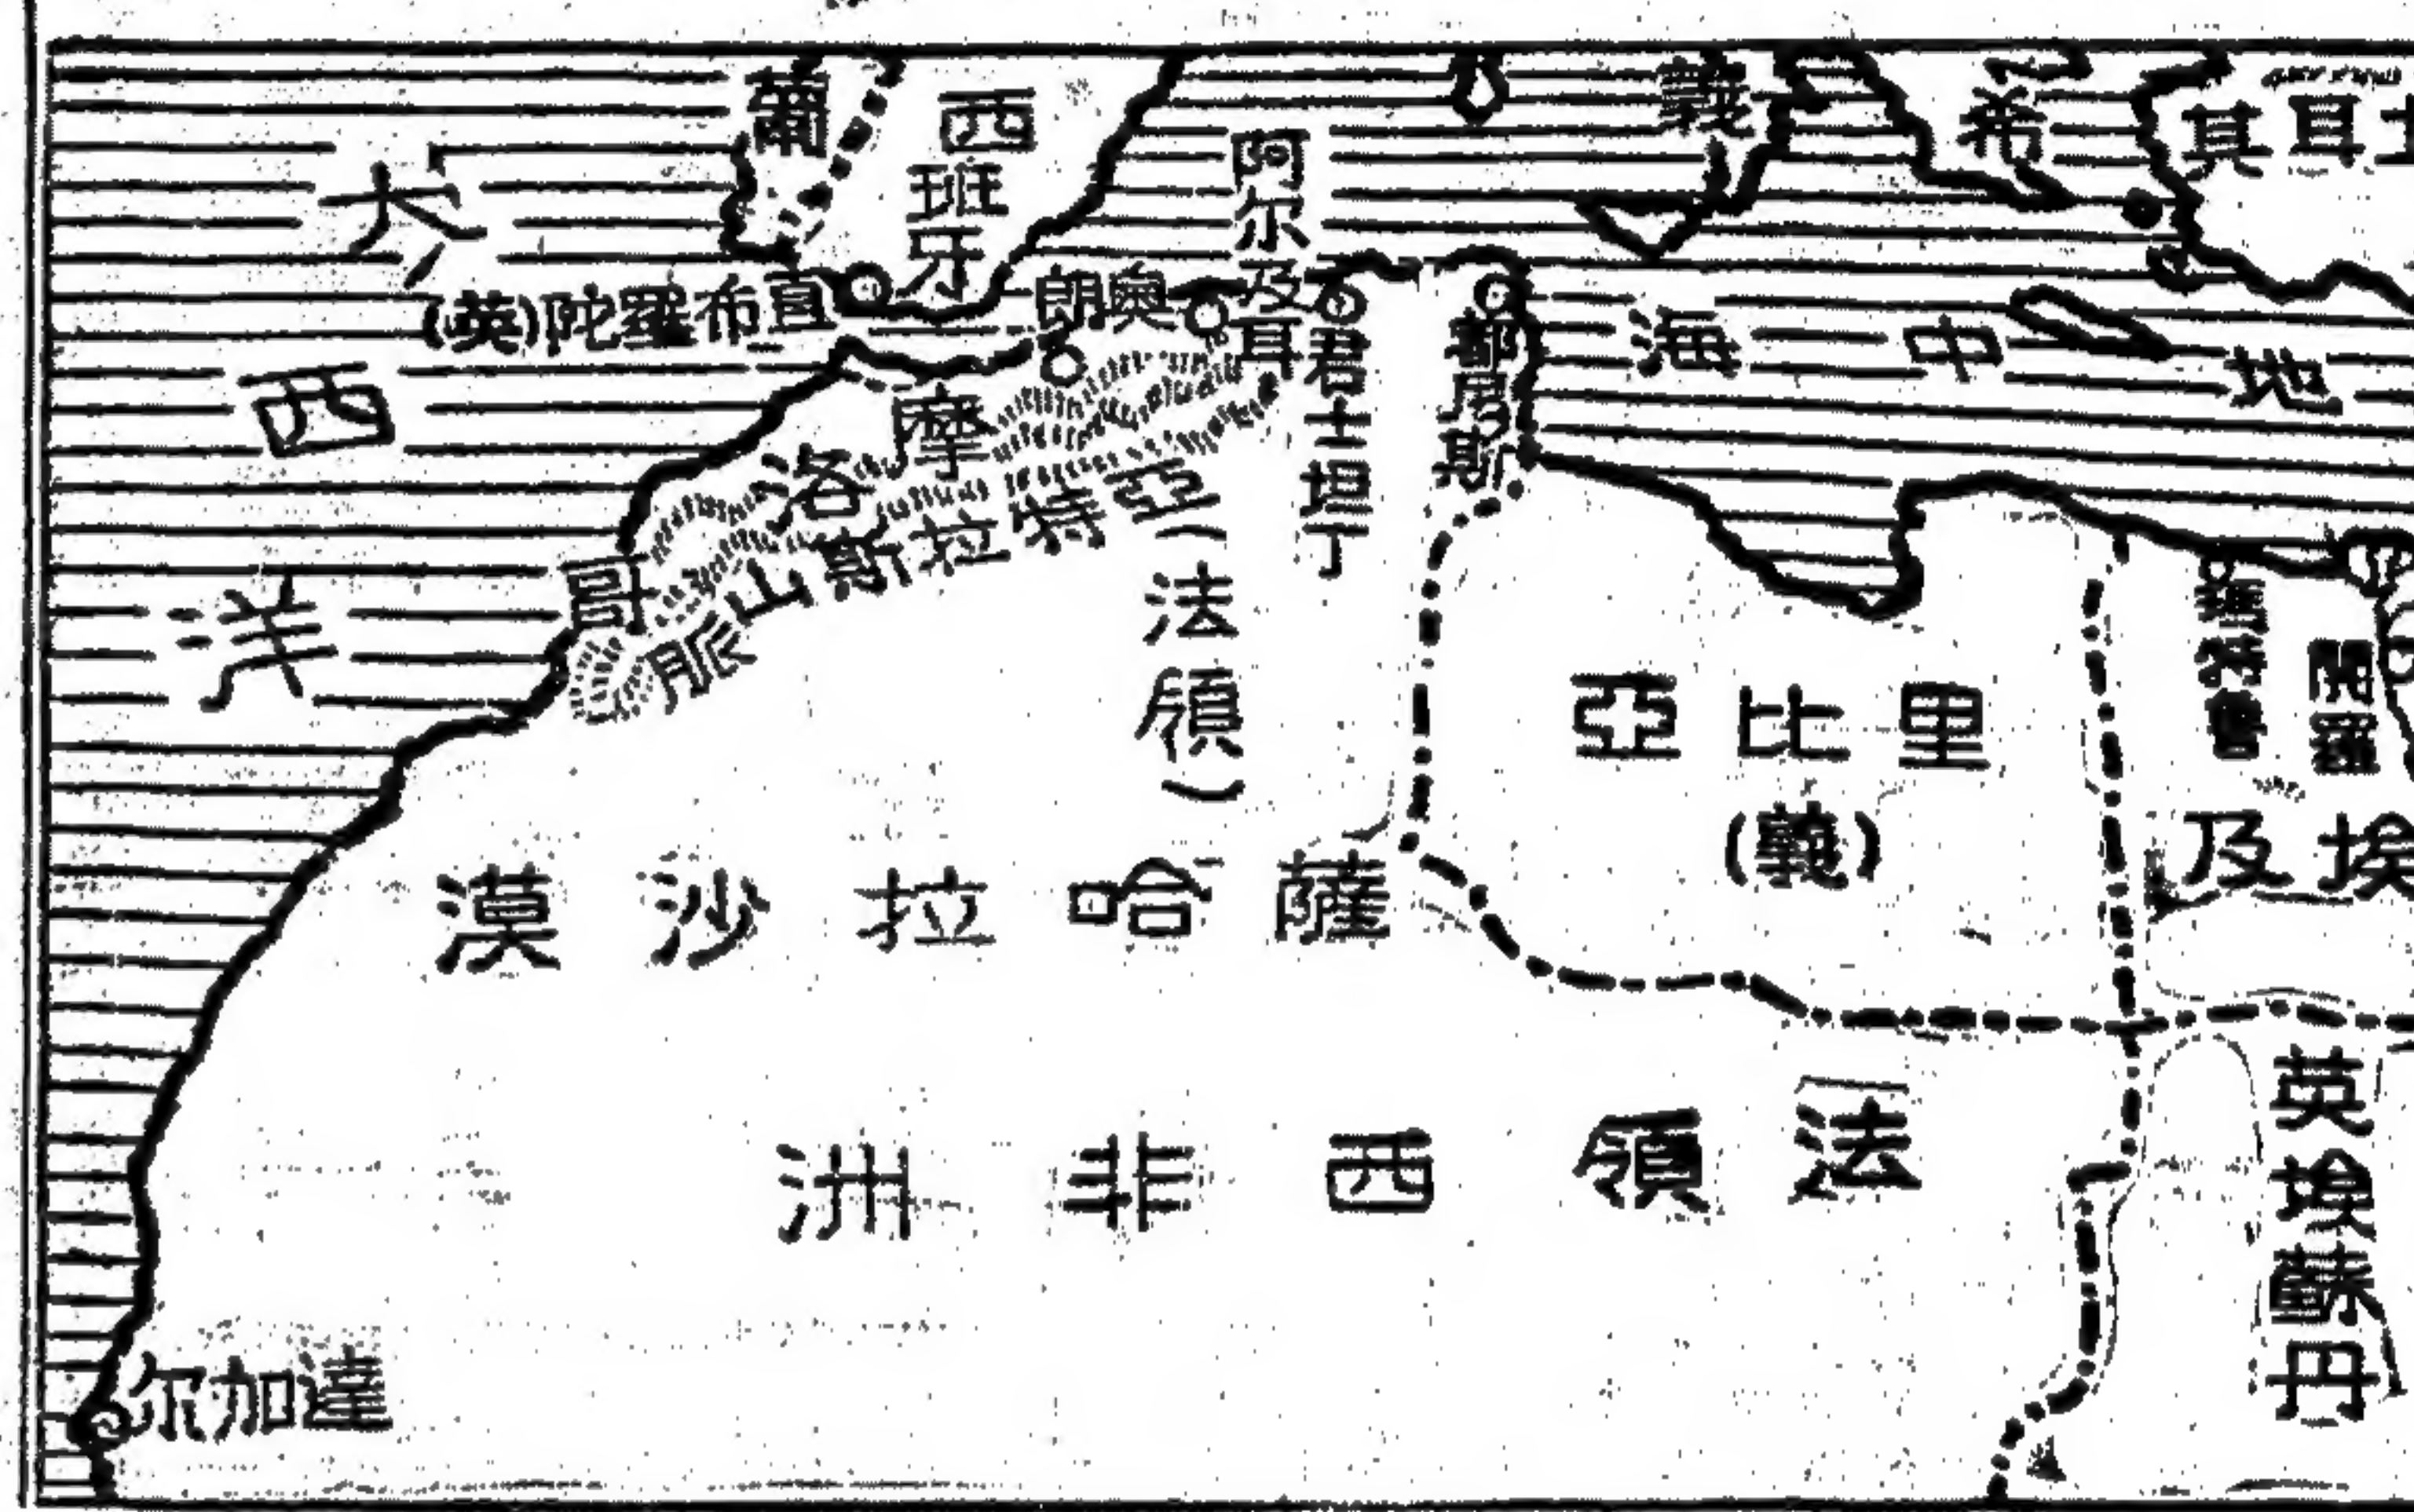 大西洋
葡
西班牙
直布羅陀(英)
奧朗
阿尔及耳
(法領)
君士坦丁
都尼斯
義
希
土耳其
地中海
摩洛哥
亞特拉斯山脈
里比亞
(義)
開羅
埃及
薩哈拉沙漠
法領西非洲
英埃蘇丹
達加尔